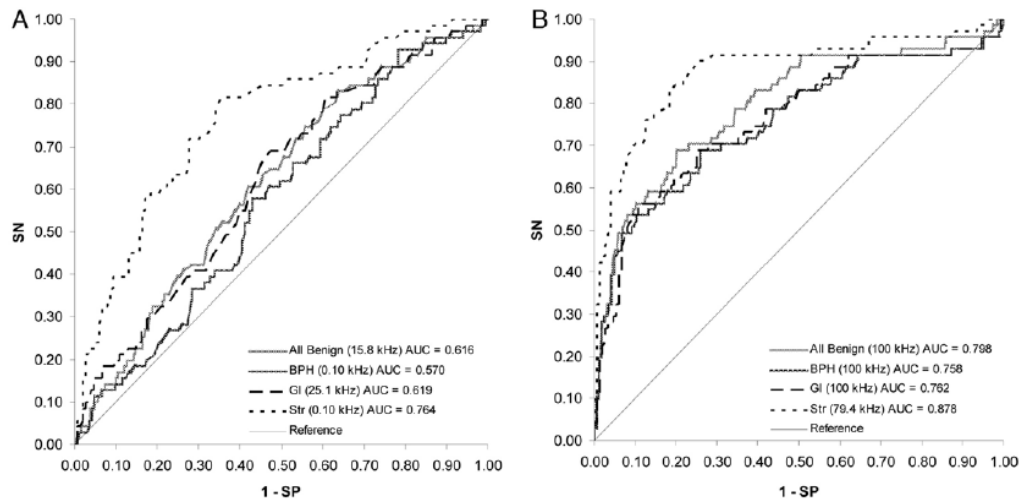 A
1.00
0.90
0.80
0.70
0.60
0.50
0.40
0.30
0.20
0.10
0.00
SN
All Benign (15.8 kHz) AUC = 0.616
BPH (0.10 kHz) AUC = 0.570
Gl (25.1 kHz) AUC = 0.619
Str (0.10 kHz) AUC = 0.764
Reference
0.00 0.10 0.20 0.30 0.40 0.50 0.60 0.70 0.80 0.90 1.00
1 - SP
B
1.00
0.90
0.80
0.70
0.60
0.50
0.40
0.30
0.20
0.10
0.00
SN
All Benign (100 kHz) AUC = 0.798
BPH (100 kHz) AUC = 0.758
Gl (100 kHz) AUC = 0.762
Str (79.4 kHz) AUC = 0.878
Reference
0.00 0.10 0.20 0.30 0.40 0.50 0.60 0.70 0.80 0.90 1.00
1 - SP